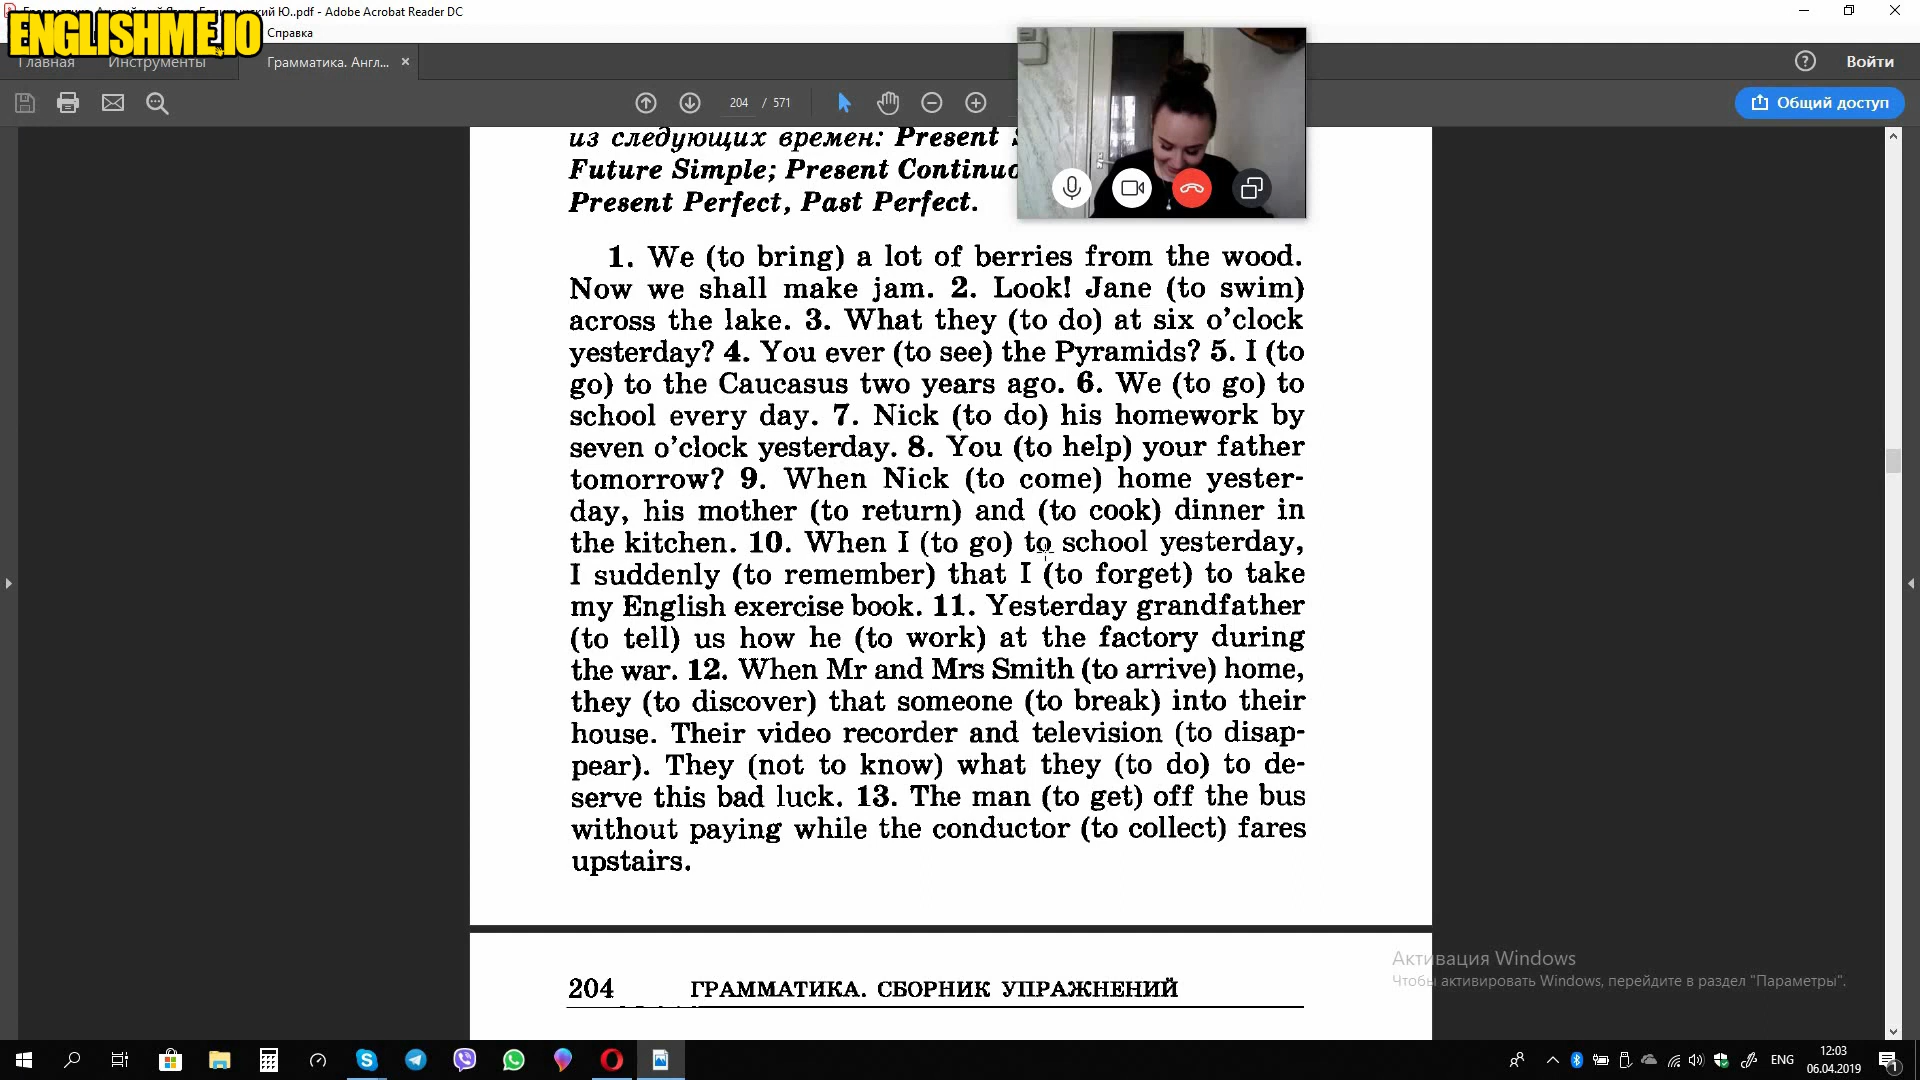 Ю..pdf - Adobe Acrobat Reader DC
ENGLISHME.IO
Справка
Главная
Инструменты
Грамматика. Англ...
Войти
204 / 571
Общий доступ
из следующих времен: Present
Future Simple; Present Continuo
Present Perfect, Past Perfect.
1. We (to bring) a lot of berries from the wood.
Now we shall make jam. 2. Look! Jane (to swim)
across the lake. 3. What they (to do) at six o’clock
yesterday? 4. You ever (to see) the Pyramids? 5. I (to
go) to the Caucasus two years ago. 6. We (to go) to
school every day. 7. Nick (to do) his homework by
seven o’clock yesterday. 8. You (to help) your father
tomorrow? 9. When Nick (to come) home yester-
day, his mother (to return) and (to cook) dinner in
the kitchen. 10. When I (to go) to school yesterday,
I suddenly (to remember) that I (to forget) to take
my English exercise book. 11. Yesterday grandfather
(to tell) us how he (to work) at the factory during
the war. 12. When Mr and Mrs Smith (to arrive) home,
they (to discover) that someone (to break) into their
house. Their video recorder and television (to disap-
pear). They (not to know) what they (to do) to de-
serve this bad luck. 13. The man (to get) off the bus
without paying while the conductor (to collect) fares
upstairs.
204 ГРАММАТИКА. СБОРНИК УПРАЖНЕНИЙ
Активация Windows
Чтобы активировать Windows, перейдите в раздел "Параметры".
ENG
12:03
06.04.2019
1